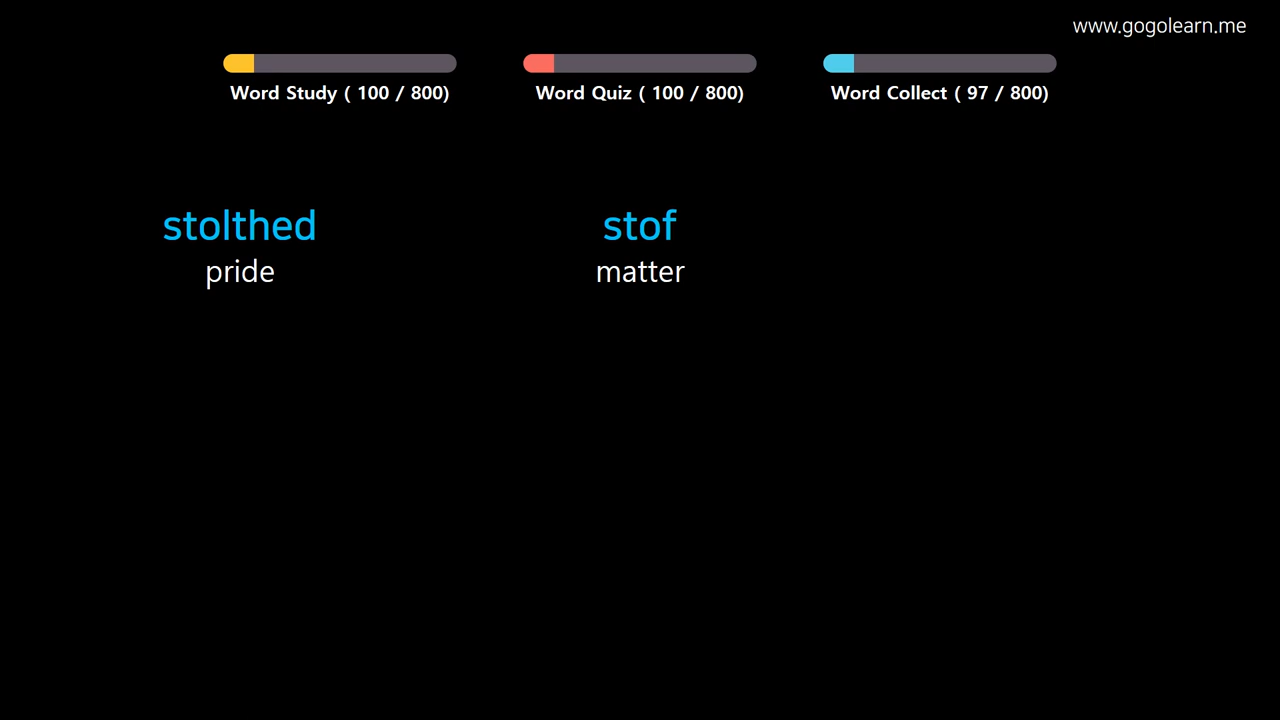 www.gogolearn.me
Word Study ( 100 / 800)
Word Quiz ( 100 / 800)
Word Collect ( 97 / 800)
stolthed
pride
stof
matter